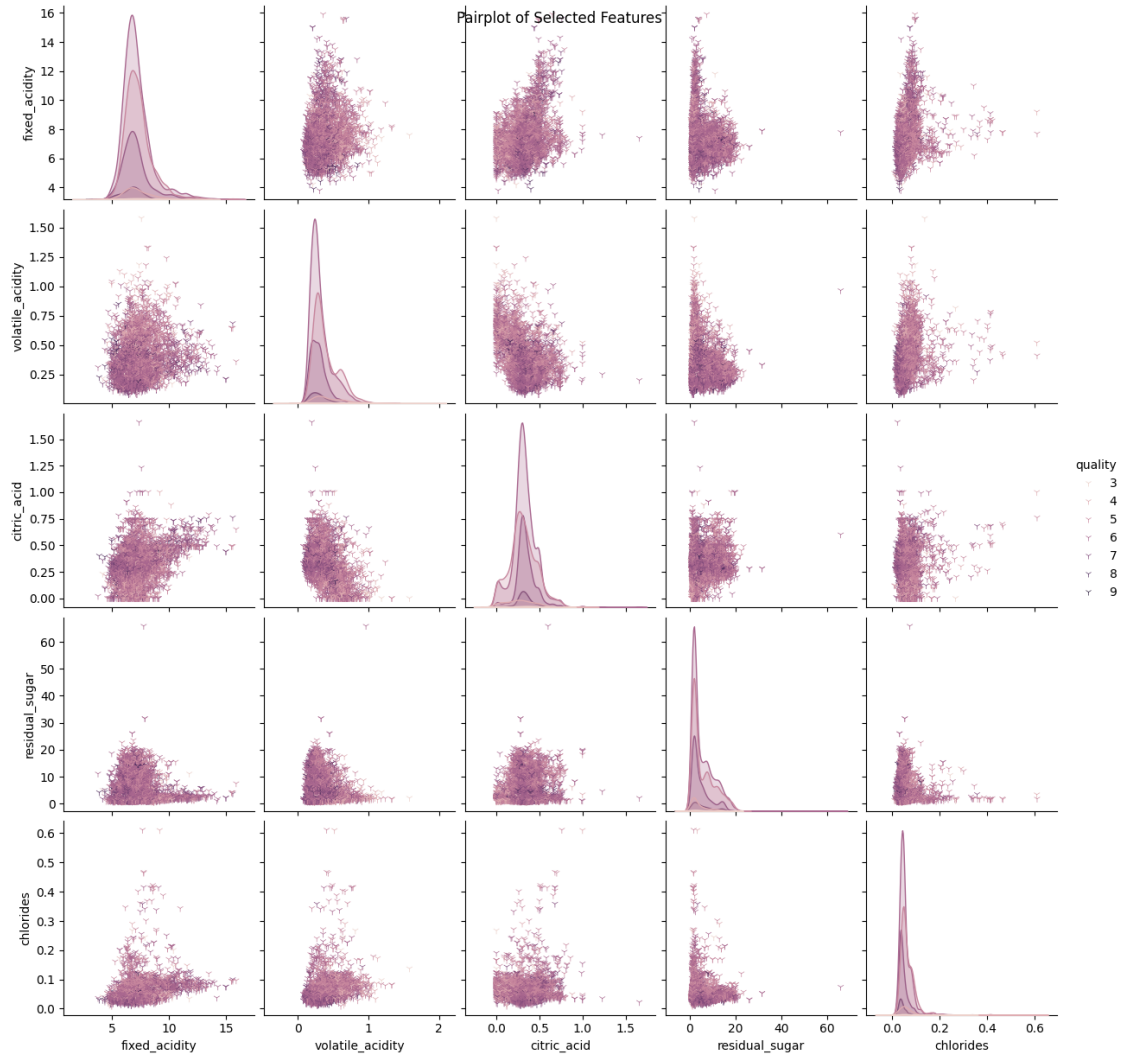 Pairplot of Selected Features
16
14
12
10
8
6
4
fixed_acidity
1.50
1.25
1.00
0.75
0.50
0.25
volatile_acidity
1.50
1.25
1.00
0.75
0.50
0.25
0.00
citric_acid
quality
3
4
5
6
7
8
9
60
50
40
30
20
10
0
residual_sugar
0.6
0.5
0.4
0.3
0.2
0.1
0.0
chlorides
5 10 15
0 1 2
0.0 0.5 1.0 1.5
0 20 40 60
0.0 0.2 0.4 0.6
fixed_acidity
volatile_acidity
citric_acid
residual_sugar
chlorides